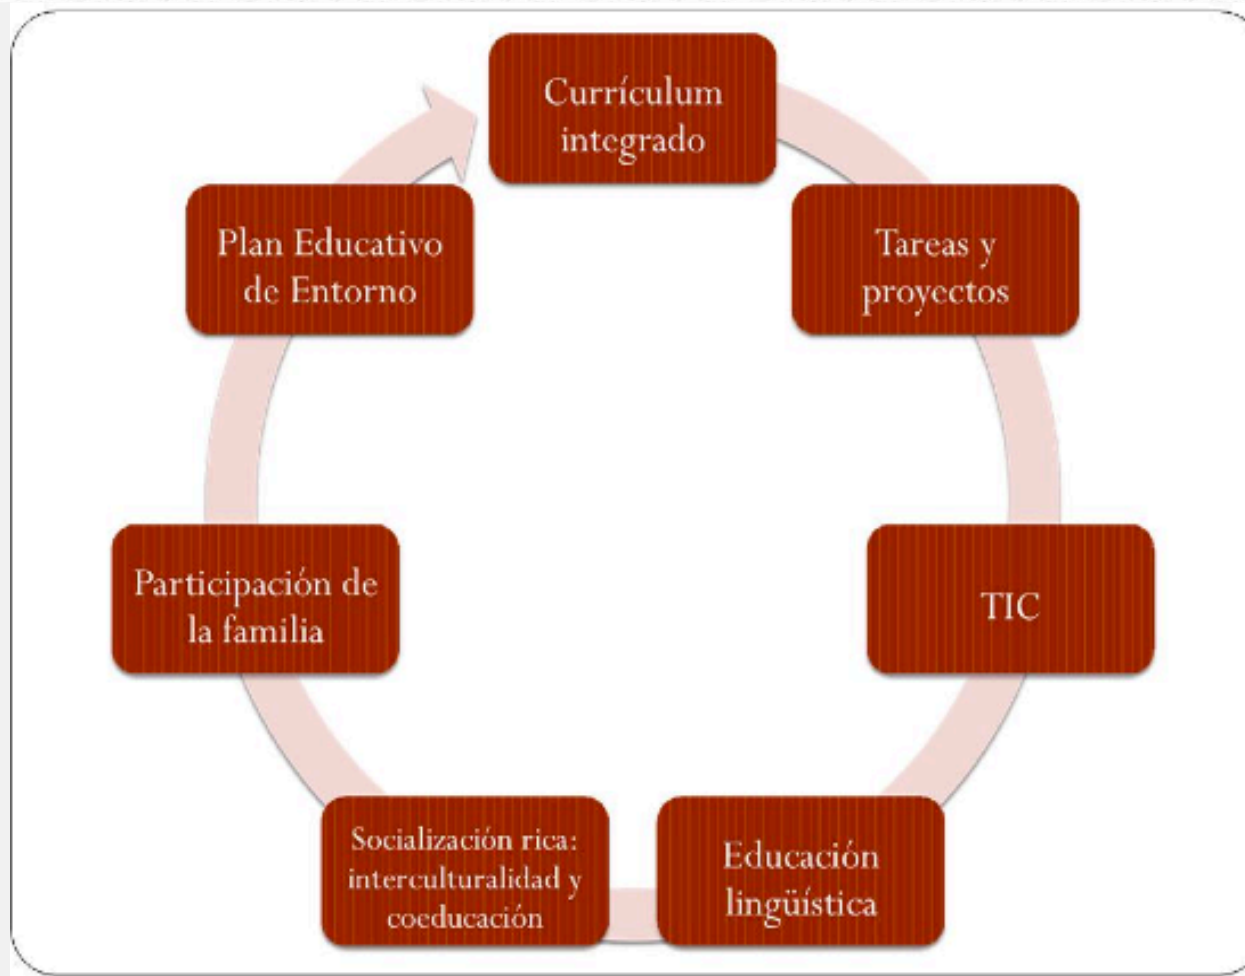 Currículum
integrado
Tareas y
proyectos
TIC
Educación
lingüística
Socialización rica:
interculturalidad y
coeducación
Participación de
la familia
Plan Educativo
de Entorno